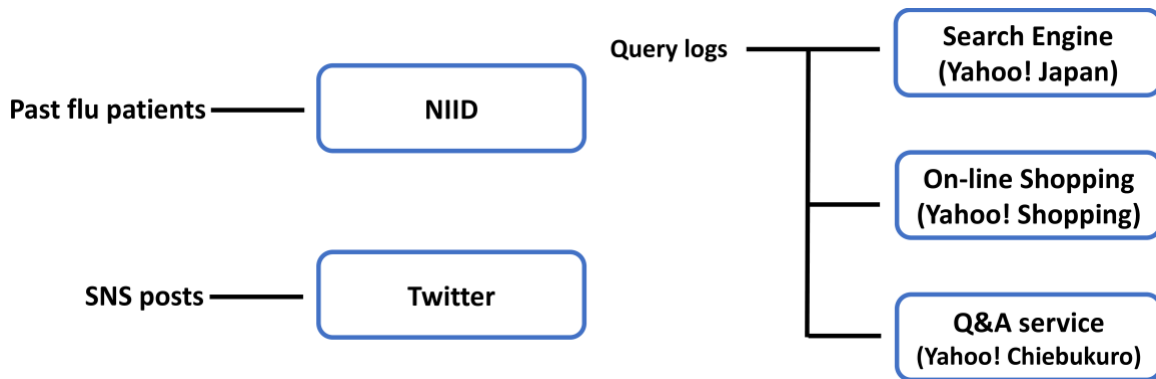 Past flu patients
NIID
SNS posts
Twitter
Query logs
Search Engine
(Yahoo! Japan)
On-line Shopping
(Yahoo! Shopping)
Q&A service
(Yahoo! Chiebukuro)